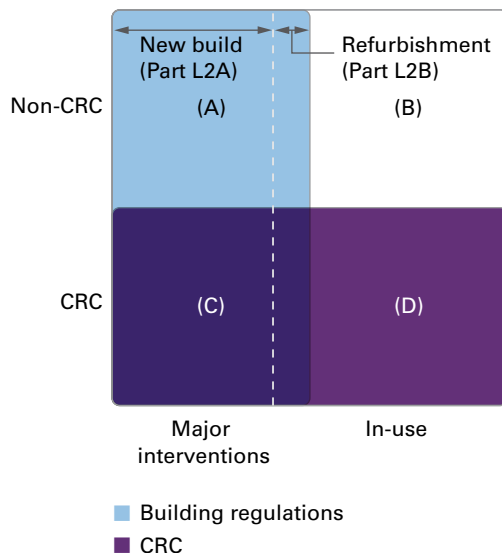 New build
(Part L2A)
Refurbishment
(Part L2B)
Non-CRC
(A)
(B)
CRC
(C)
(D)
Major
interventions
In-use
Building regulations
CRC